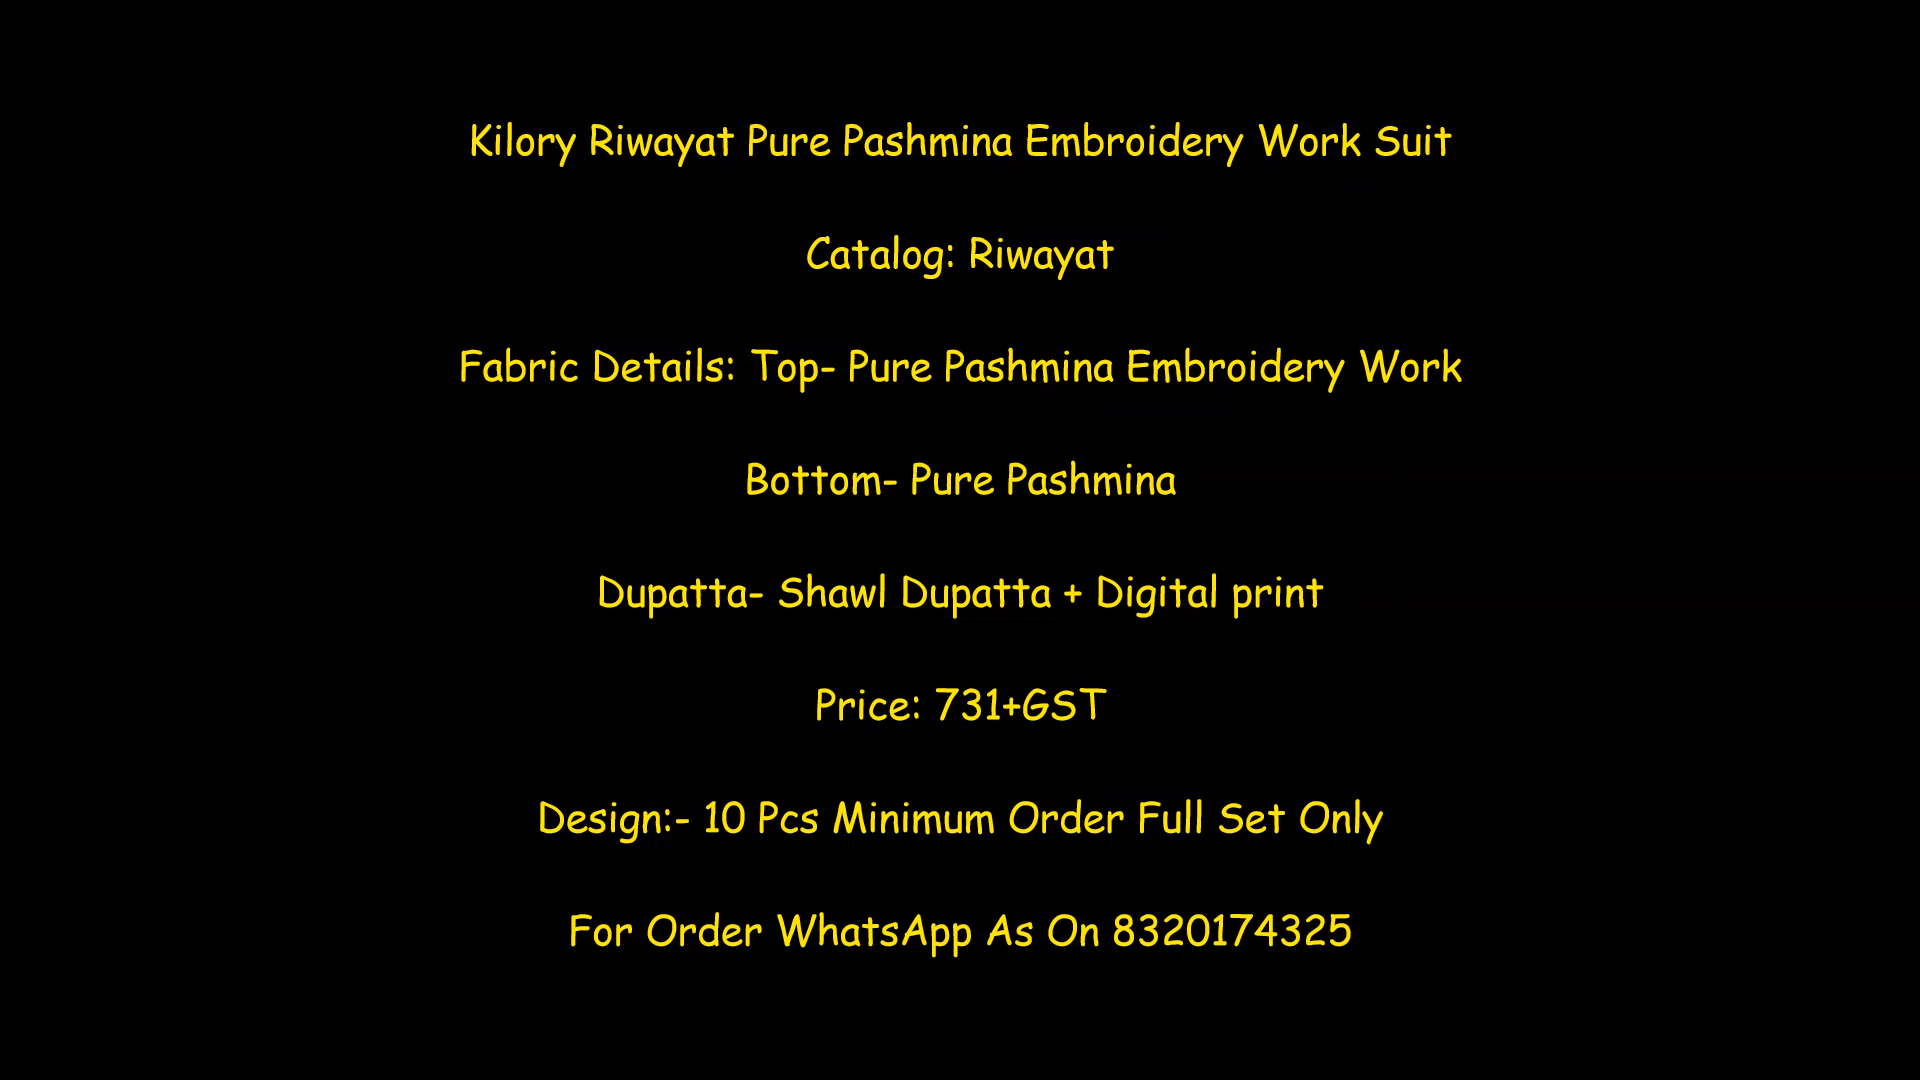 Kilory Riwayat Pure Pashmina Embroidery Work Suit
Catalog: Riwayat
Fabric Details: Top- Pure Pashmina Embroidery Work
Bottom- Pure Pashmina
Dupatta- Shawl Dupatta + Digital print
Price: 731+GST
Design:- 10 Pcs Minimum Order Full Set Only
For Order WhatsApp As On 8320174325